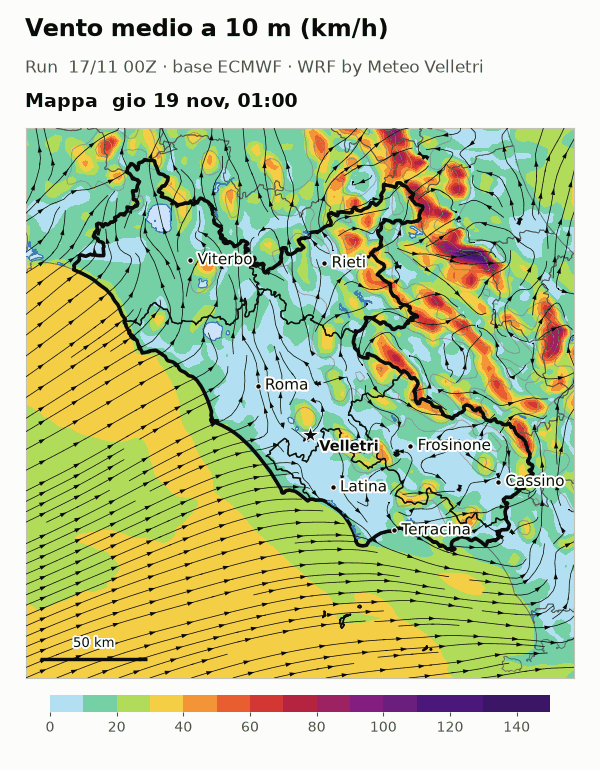 Vento medio a 10 m (km/h)
Run 17/11 00Z · base ECMWF · WRF by Meteo Velletri
Mappa gio 19 nov, 01:00
Viterbo
Rieti
Roma
Velletri
Frosinone
Cassino
Latina
Terracina
50 km
0 20 40 60 80 100 120 140